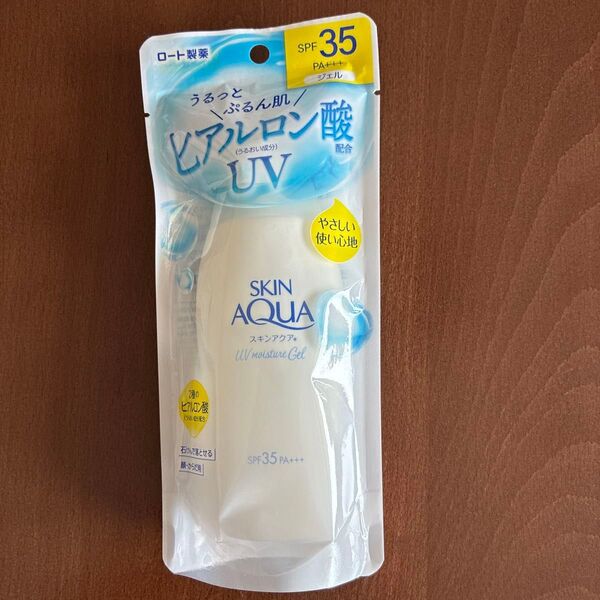 ロート製薬
SPF 35
PA+++
ジェル
うるっと
ぷるん肌
ヒアルロン酸
(うるおい成分)
配合
UV
やさしい
使い心地
SKIN
AQUA
スキンアクア®
UV moisture Gel
2種の
ヒアルロン酸
石けんで落とせる
顔・からだ用
SPF35 PA+++